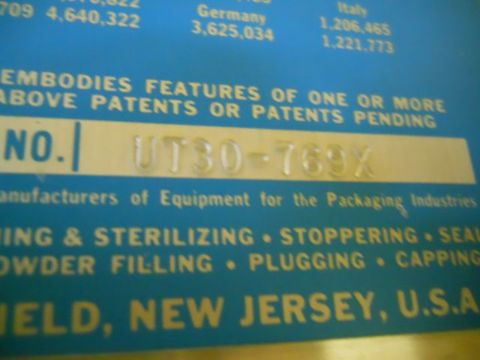 Italy
709 4,640,322 Germany 1,206,465
3,625,034 1,221,773
EMBODIES FEATURES OF ONE OR MORE
ABOVE PATENTS OR PATENTS PENDING
NO. UT30-769X
anufacturers of Equipment for the Packaging Industries
ING & STERILIZING • STOPPERING • SEAL
OWDER FILLING • PLUGGING • CAPPING
IELD, NEW JERSEY, U.S.A